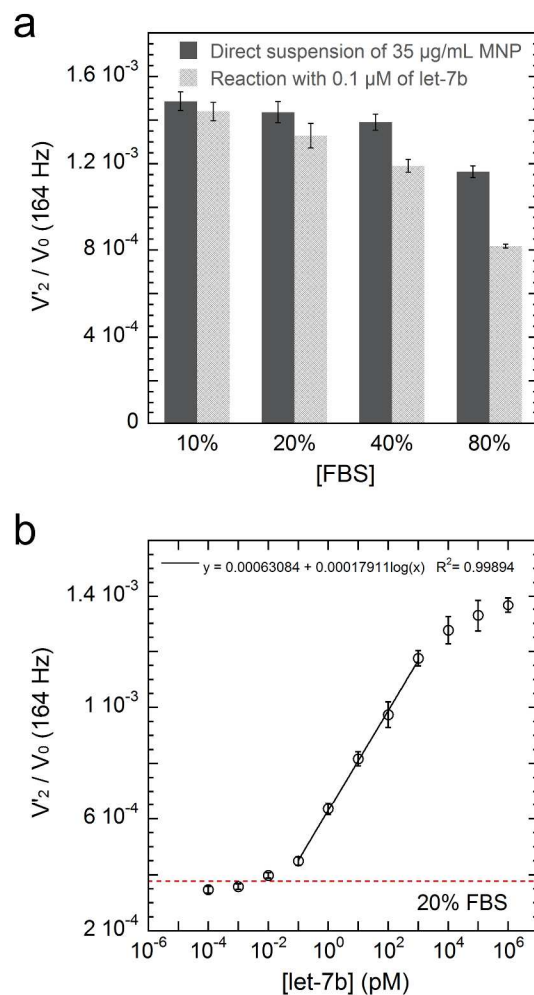 a
Direct suspension of 35 μg/mL MNP
Reaction with 0.1 μM of let-7b
1.6 10⁻³
1.2 10⁻³
8 10⁻⁴
4 10⁻⁴
0
V'₂ / V₀ (164 Hz)
10% 20% 40% 80%
[FBS]
b
y = 0.00063084 + 0.00017911log(x) R²= 0.99894
1.4 10⁻³
1 10⁻³
6 10⁻⁴
2 10⁻⁴
V'₂ / V₀ (164 Hz)
20% FBS
10⁻⁶ 10⁻⁴ 10⁻² 10⁰ 10² 10⁴ 10⁶
[let-7b] (pM)